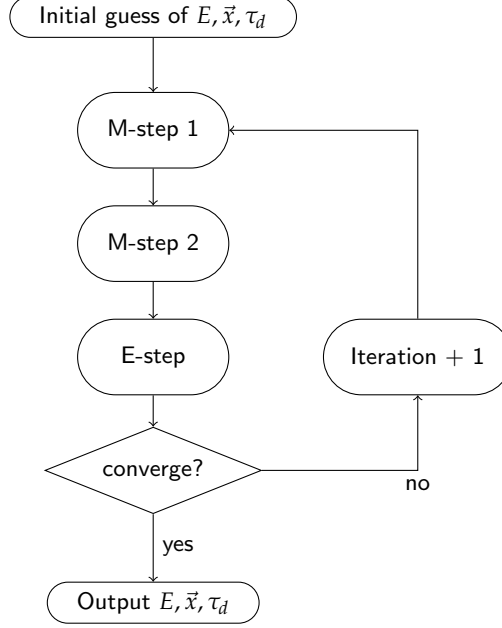 Initial guess of E, x⃗, τ_d
M-step 1
M-step 2
E-step
Iteration + 1
converge?
no
yes
Output E, x⃗, τ_d